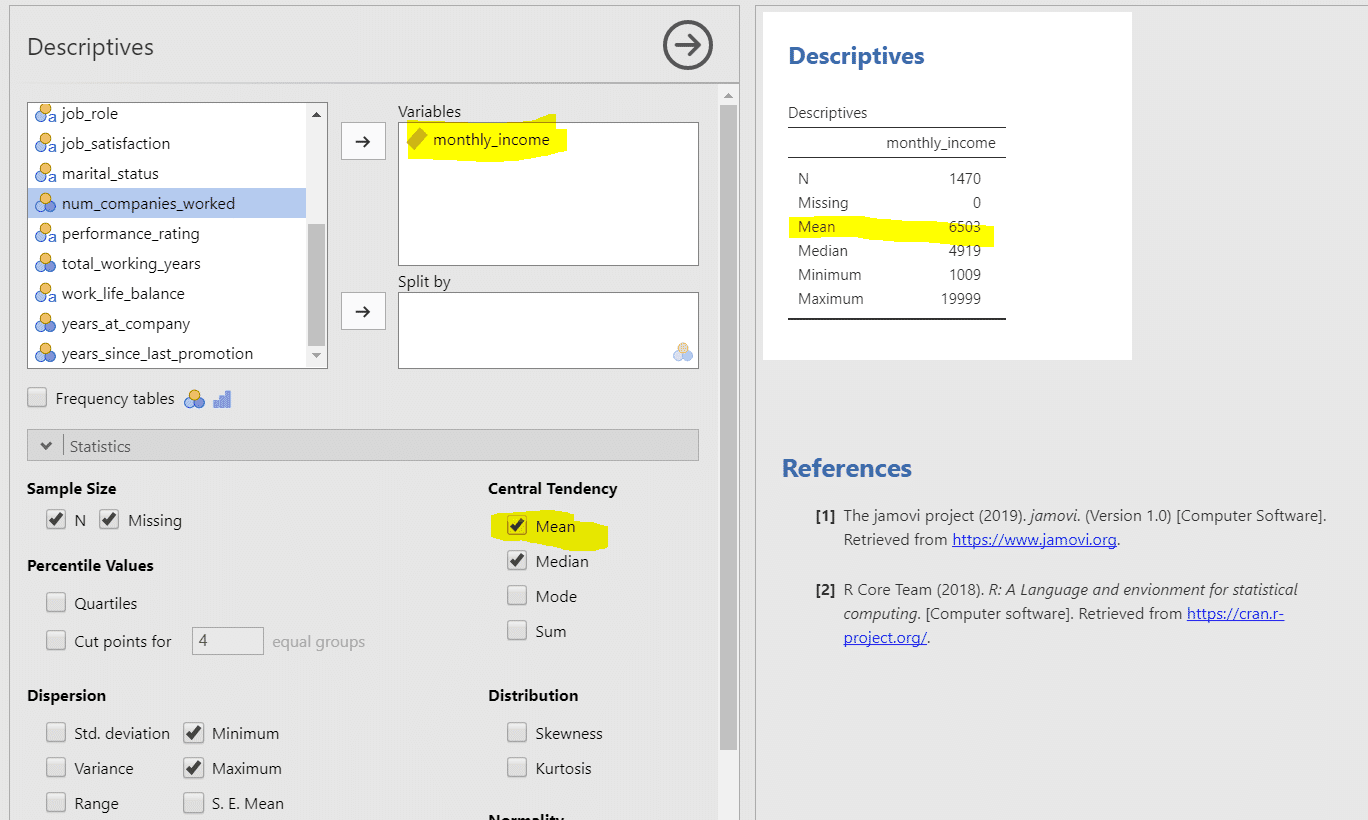 Descriptives
job_role
job_satisfaction
marital_status
num_companies_worked
performance_rating
total_working_years
work_life_balance
years_at_company
years_since_last_promotion
Variables
monthly_income
Split by
Frequency tables
Statistics
Sample Size
N Missing
Percentile Values
Quartiles
Cut points for 4 equal groups
Dispersion
Std. deviation Minimum
Variance Maximum
Range S. E. Mean
Central Tendency
Mean
Median
Mode
Sum
Distribution
Skewness
Kurtosis
Normality
Descriptives
Descriptives
monthly_income
N 1470
Missing 0
Mean 6503
Median 4919
Minimum 1009
Maximum 19999
References
[1] The jamovi project (2019). jamovi. (Version 1.0) [Computer Software].
Retrieved from https://www.jamovi.org.
[2] R Core Team (2018). R: A Language and envionment for statistical
computing. [Computer software]. Retrieved from https://cran.r-
project.org/.